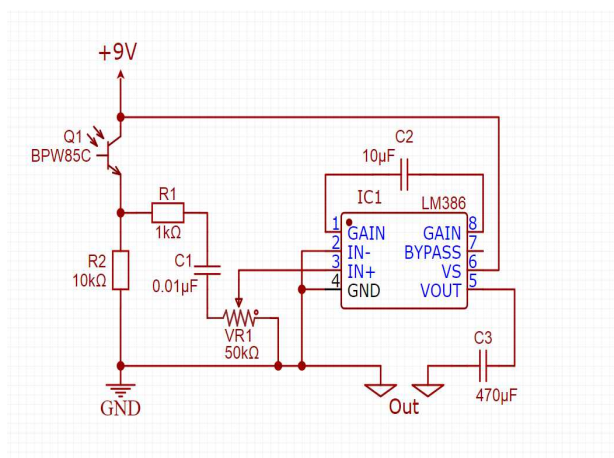 +9V
Q1
BPW85C
R1
1kΩ
R2
10kΩ
C1
0.01µF
VR1
50kΩ
C2
10µF
IC1
LM386
1 GAIN GAIN 8
2 IN- BYPASS 7
3 IN+ VS 6
4 GND VOUT 5
C3
470µF
Out
GND